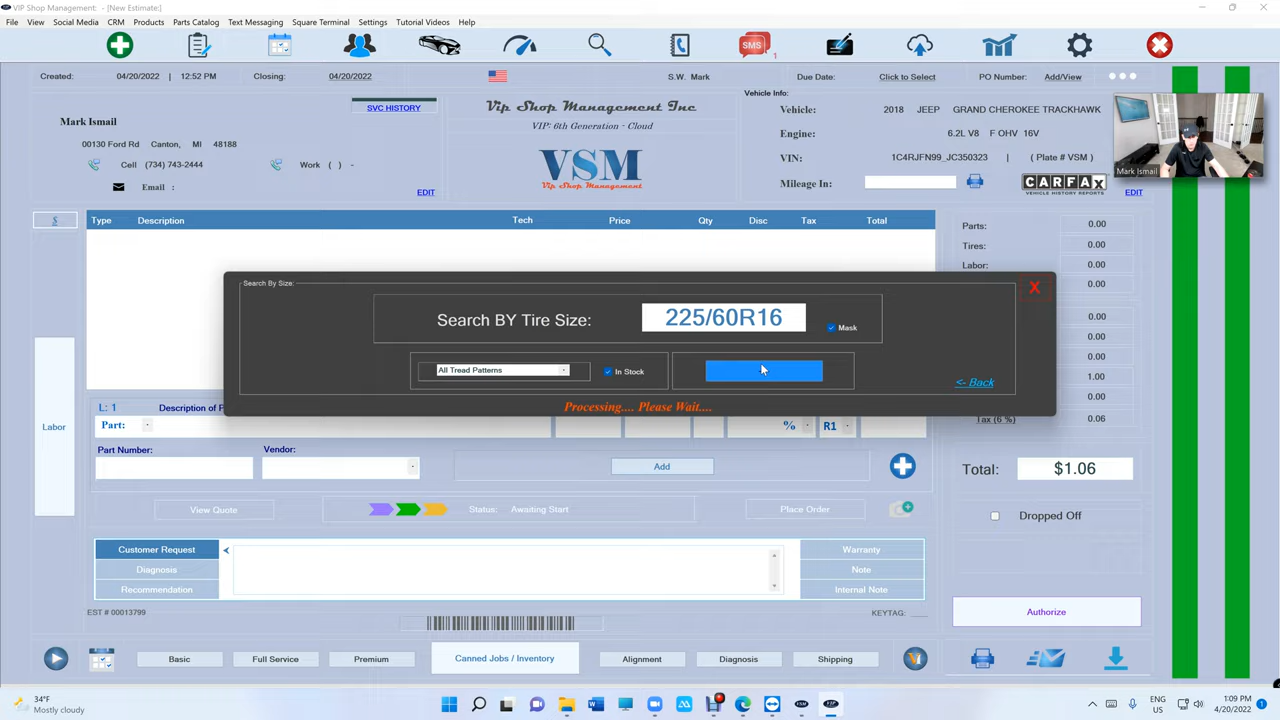 VIP Shop Management: - [New Estimate:]
File View Social Media CRM Products Parts Catalog Text Messaging Square Terminal Settings Tutorial Videos Help
SMS 1
Created: 04/20/2022 | 12:52 PM Closing: 04/20/2022
S.W. Mark Due Date: Click to Select PO Number: Add/View
Mark Ismail
00130 Ford Rd Canton, MI 48188
Cell (734) 743-2444 Work ( ) -
Email :
SVC HISTORY
EDIT
Vip Shop Management Inc
VIP: 6th Generation - Cloud
VSM
Vip Shop Management
Vehicle Info:
Vehicle: 2018 JEEP GRAND CHEROKEE TRACKHAWK
Engine: 6.2L V8 F OHV 16V
VIN: 1C4RJFN99_JC350323 | ( Plate # VSM )
Mileage In:
CARFAX
VEHICLE HISTORY REPORTS
EDIT
Mark Ismail
$ Type Description Tech Price Qty Disc Tax Total
Parts: 0.00
Tires: 0.00
Labor: 0.00
0.00
0.00
0.00
1.00
0.00
Tax (6 %) 0.06
Total: $1.06
Dropped Off
Authorize
Search By Size:
X
Search BY Tire Size: 225/60R16 Mask
All Tread Patterns In Stock
<- Back
Processing.... Please Wait....
Labor
L: 1 Description of P
Part: % R1
Part Number: Vendor:
Add
View Quote Status: Awaiting Start Place Order
Customer Request
Diagnosis
Recommendation
Warranty
Note
Internal Note
EST # 00013799 KEYTAG: ____
Basic Full Service Premium Canned Jobs / Inventory Alignment Diagnosis Shipping
34°F
Mostly cloudy
ENG
US
1:09 PM
4/20/2022
1